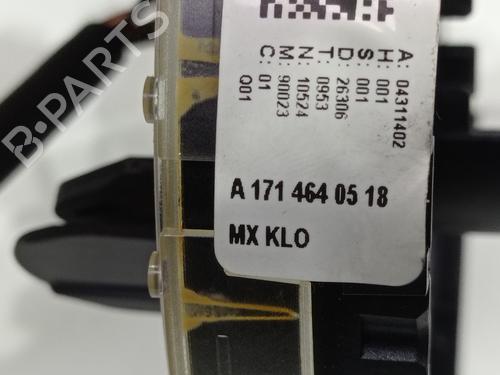 A: 04311402
H: 001
S: 001
D: 26306
T: 0953
N: 10524
M: 90023
C: 01
Q01
A 171 464 05 18
MX KLO
B-PARTS